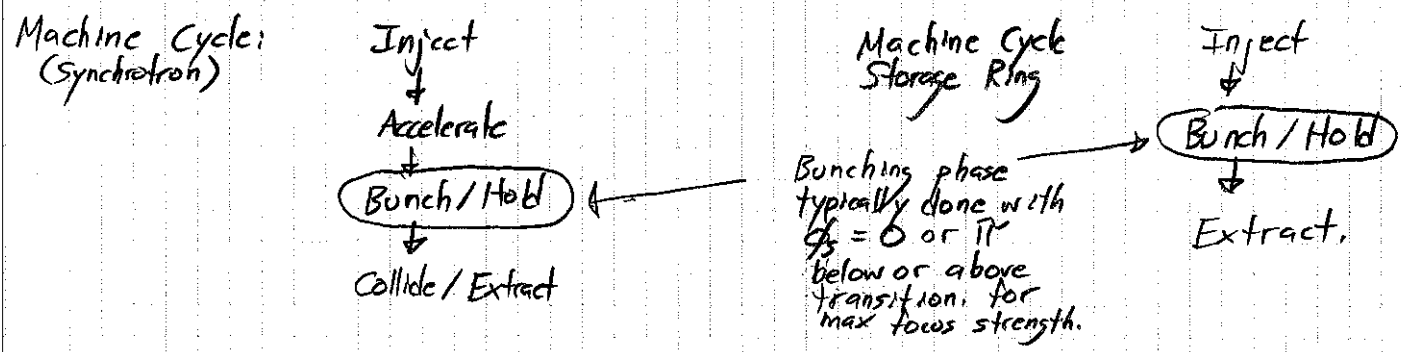 Machine Cycle:
(Synchrotron)
Inject
Accelerate
Bunch / Hold
Collide / Extract
Machine Cycle
Storage Ring
Bunching phase
typically done with
ϕs = 0 or π
below or above
transition. for
max focus strength.
Inject
Bunch / Hold
Extract.